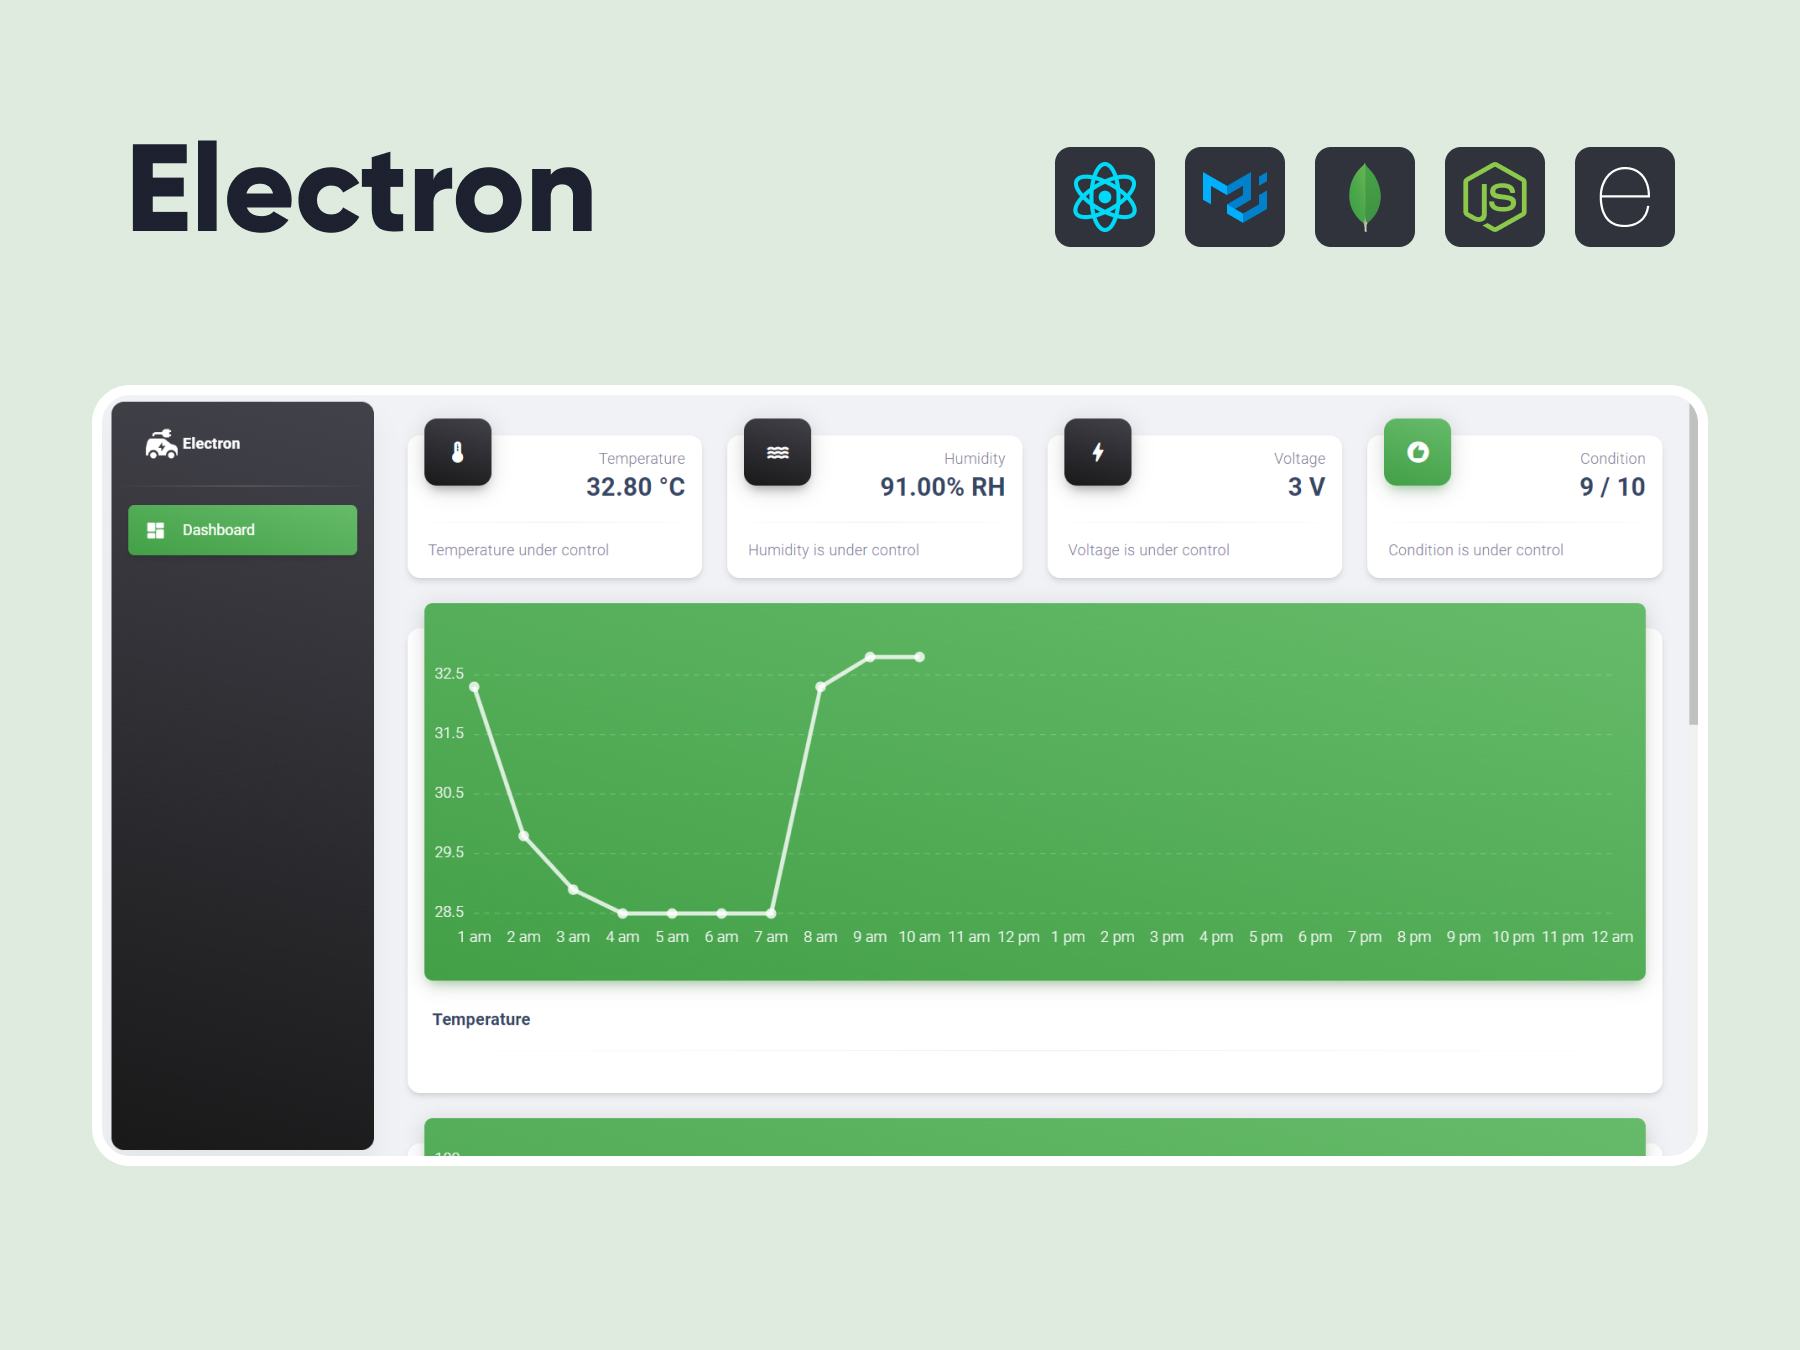 Electron
JS
e
Electron
Dashboard
Temperature
32.80 °C
Temperature under control
Humidity
91.00% RH
Humidity is under control
Voltage
3 V
Voltage is under control
Condition
9 / 10
Condition is under control
32.5
31.5
30.5
29.5
28.5
1 am 2 am 3 am 4 am 5 am 6 am 7 am 8 am 9 am 10 am 11 am 12 pm 1 pm 2 pm 3 pm 4 pm 5 pm 6 pm 7 pm 8 pm 9 pm 10 pm 11 pm 12 am
Temperature